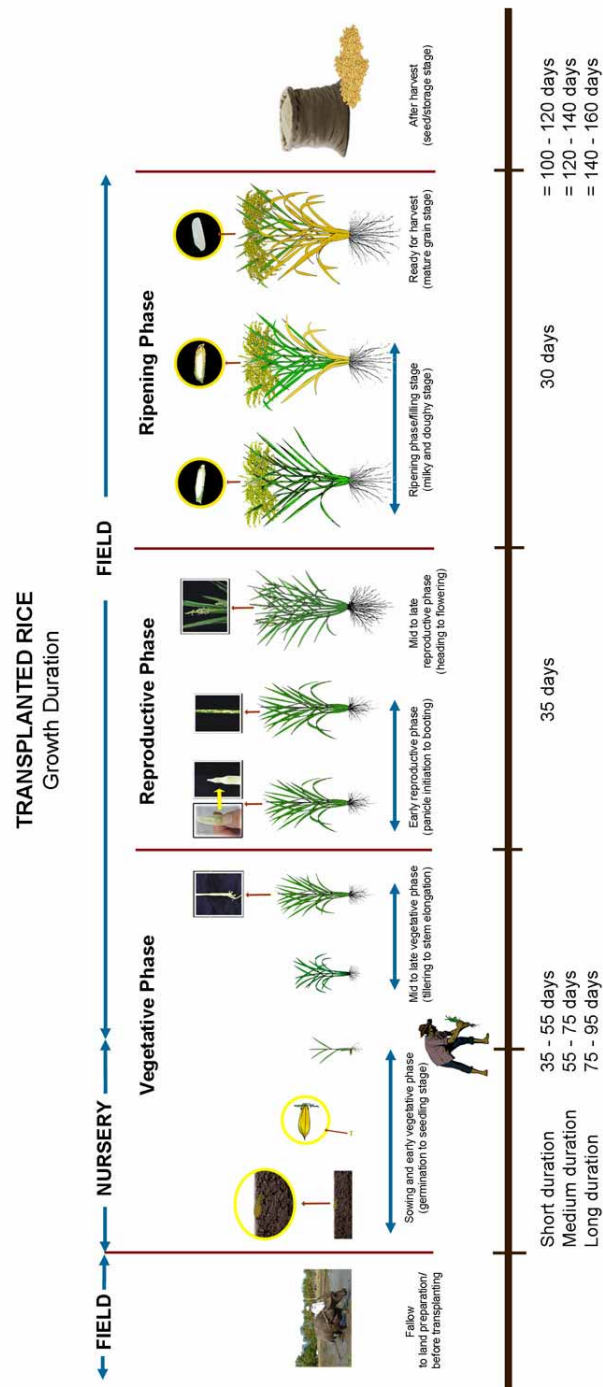 TRANSPLANTED RICE
Growth Duration
FIELD
NURSERY
FIELD
Vegetative Phase
Reproductive Phase
Ripening Phase
Fallow
to land preparation/
before transplanting
Sowing and early vegetative phase
(germination to seedling stage)
Mid to late vegetative phase
(tillering to stem elongation)
Early reproductive phase
(panicle initiation to booting)
Mid to late
reproductive phase
(heading to flowering)
Ripening phase/filling stage
(milky and doughy stage)
Ready for harvest
(mature grain stage)
After harvest
(seed/storage stage)
Short duration 35 - 55 days 35 days 30 days = 100 - 120 days
Medium duration 55 - 75 days = 120 - 140 days
Long duration 75 - 95 days = 140 - 160 days